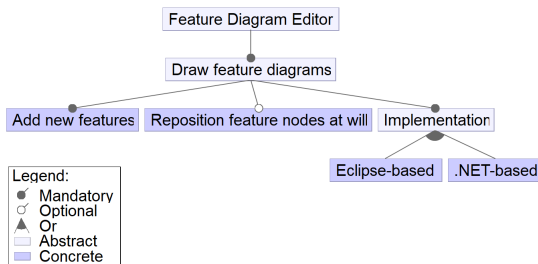 Feature Diagram Editor
Draw feature diagrams
Add new features
Reposition feature nodes at will
Implementation
Eclipse-based
.NET-based
Legend:
Mandatory
Optional
Or
Abstract
Concrete